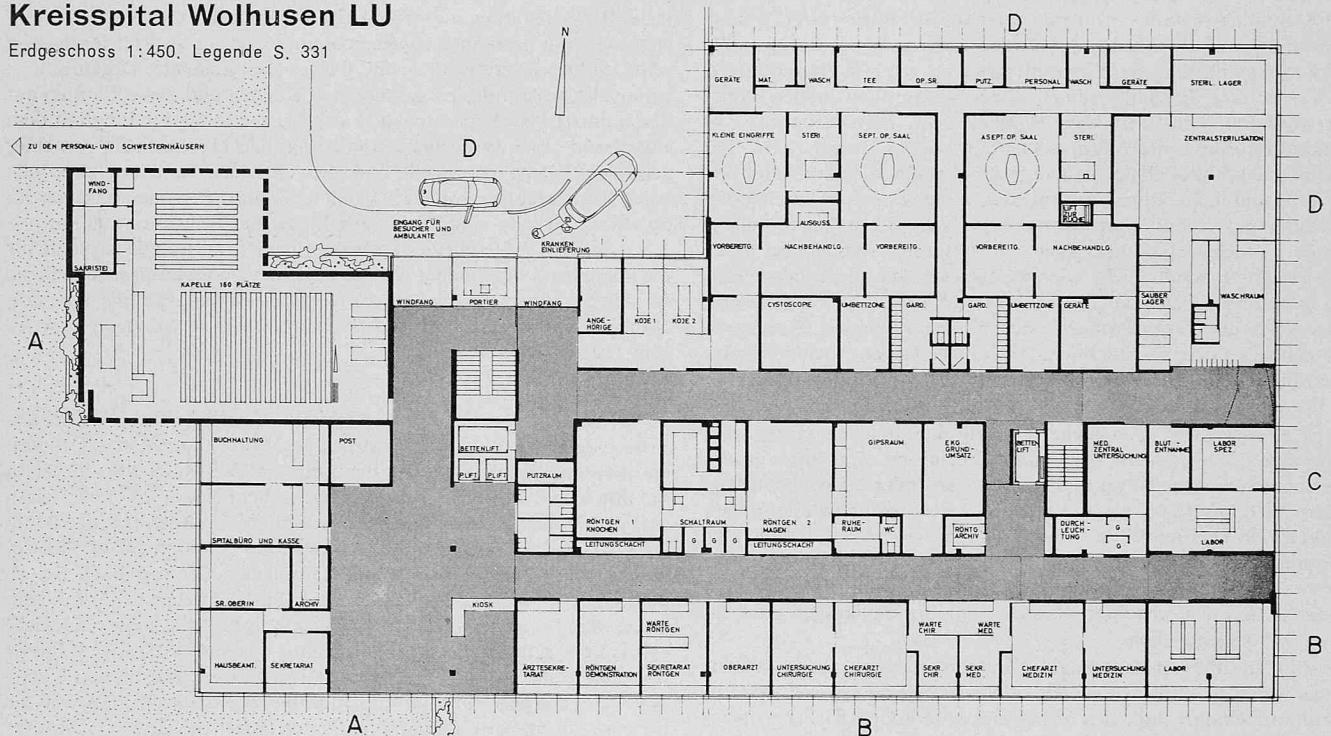 Kreisspital Wolhusen LU
Erdgeschoss 1:450, Legende S. 331
N
D
GERÄTE MAT. WASCH TEE OP. SR. PUTZ. PERSONAL WASCH GERÄTE STERIL. LAGER
ZU DEN PERSONAL- UND SCHWESTERNHÄUSERN
D
KLEINE EINGRIFFE STERI. SEPT. OP. SAAL ASEPT. OP. SAAL STERI. ZENTRALSTERILISATION
WIND-
FANG
D
EINGANG FÜR
BESUCHER UND
AMBULANTE
KRANKEN
EINLIEFERUNG
AUSGUSS
LIFT
ZUR
KÜCHE
VORBEREITG. NACHBEHANDLG. VORBEREITG. VORBEREITG. NACHBEHANDLG.
SAKRISTEI
KAPELLE 150 PLÄTZE
WINDFANG PORTIER WINDFANG
ANGE-
HÖRIGE
KOJE 1 KOJE 2
CYSTOSCOPIE UMBETTZONE GARD. GARD. UMBETTZONE GERÄTE
SAUBER
LAGER
WASCHRAUM
A
BUCHHALTUNG POST
BETTENLIFT
P.LIFT P.LIFT
PUTZRAUM
GIPSRAUM
EKG
GRUND-
UMSATZ.
BETTEN
LIFT
MED.
ZENTRAL
UNTERSUCHUNG
BLUT-
ENTNAHME
LABOR
SPEZ.
C
RÖNTGEN 1
KNOCHEN
SCHALTRAUM
RÖNTGEN 2
MAGEN
RUHE-
RAUM
WC
RÖNTG.
ARCHIV
DURCH-
LEUCH-
TUNG
G
G
LABOR
G G G
LEITUNGSCHACHT LEITUNGSCHACHT
SPITALBÜRO UND KASSE
SR. OBERIN ARCHIV
KIOSK
HAUSBEAMT. SEKRETARIAT
ÄRZTESEKRE-
TARIAT
RÖNTGEN
DEMONSTRATION
WARTE
RÖNTGEN
SEKRETARIAT
RÖNTGEN
OBERARZT
UNTERSUCHUNG
CHIRURGIE
CHEFARZT
CHIRURGIE
WARTE
CHIR.
WARTE
MED.
SEKR.
CHIR.
SEKR.
MED.
CHEFARZT
MEDIZIN
UNTERSUCHUNG
MEDIZIN
LABOR
B
A
B